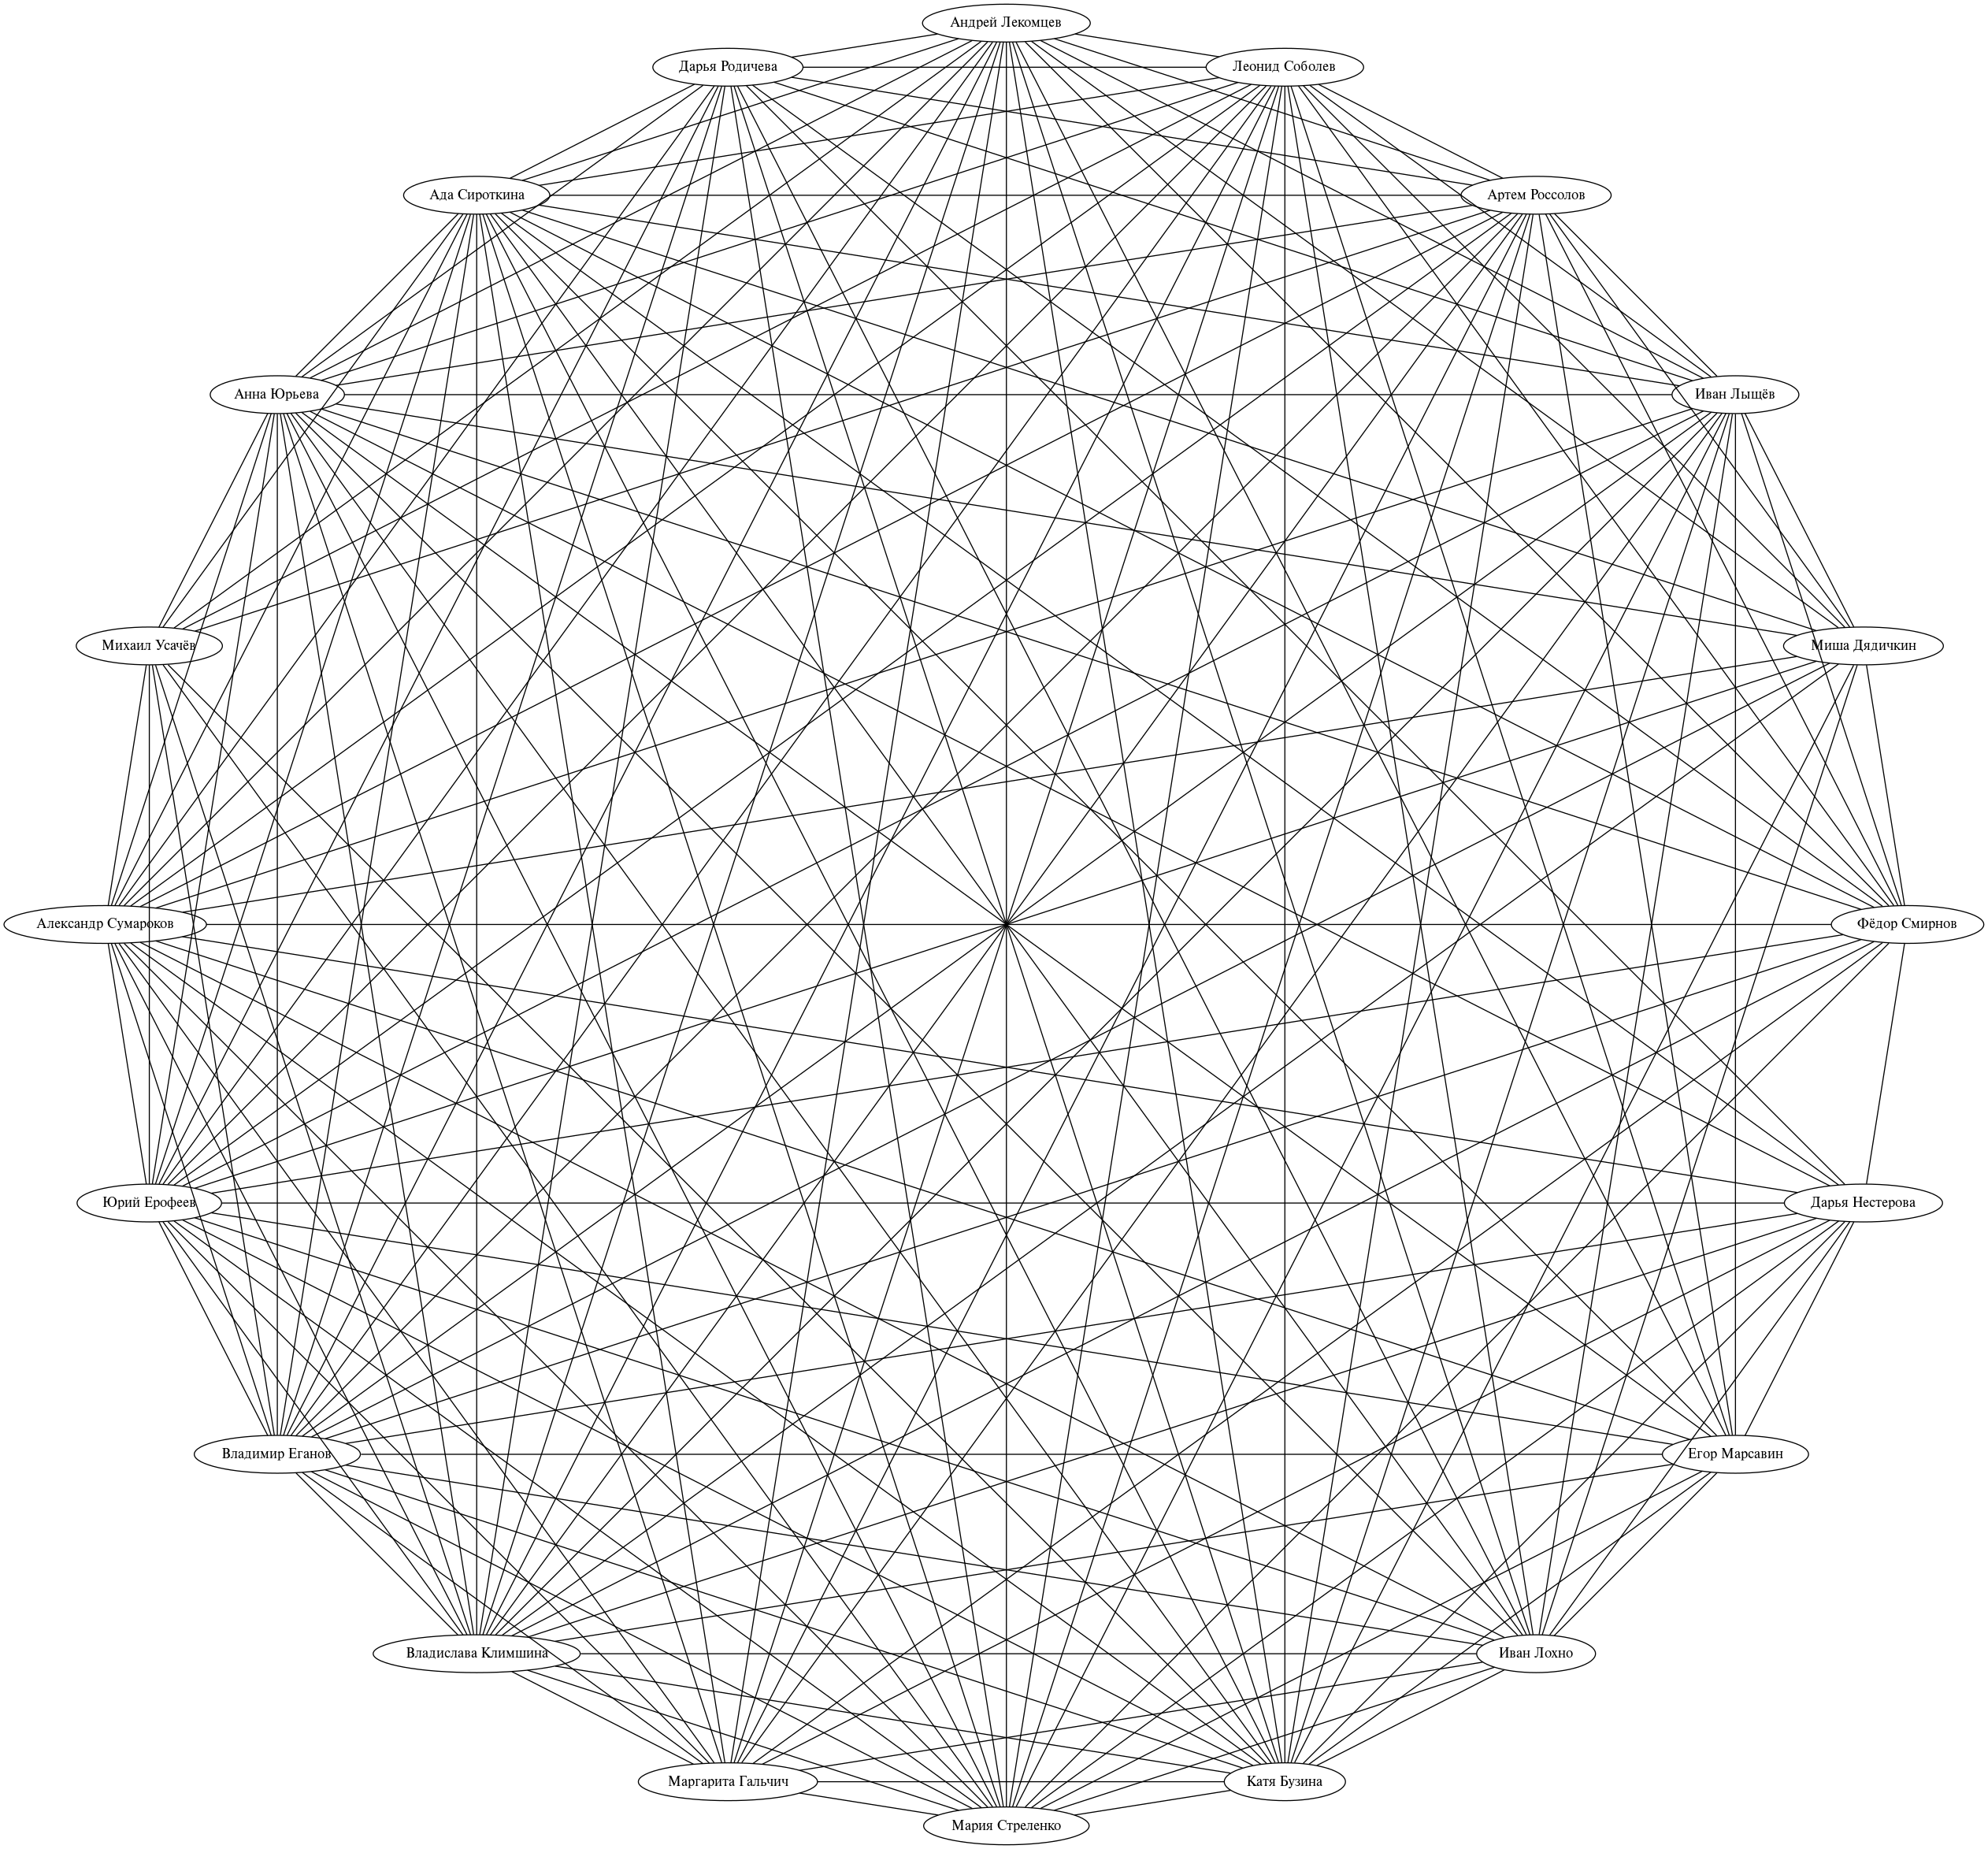 Андрей Лекомцев
Дарья Родичева
Леонид Соболев
Ада Сироткина
Артем Россолов
Анна Юрьева
Иван Лыщёв
Михаил Усачёв
Миша Дядичкин
Александр Сумароков
Фёдор Смирнов
Юрий Ерофеев
Дарья Нестерова
Владимир Еганов
Егор Марсавин
Владислава Климшина
Иван Лохно
Маргарита Гальчич
Катя Бузина
Мария Стреленко